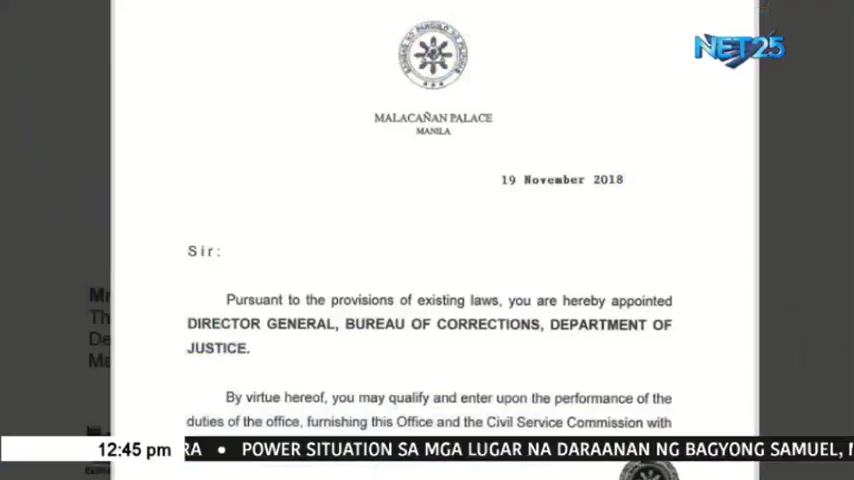 NET25
MALACAÑAN PALACE
MANILA
19 November 2018
Sir:
Pursuant to the provisions of existing laws, you are hereby appointed
DIRECTOR GENERAL, BUREAU OF CORRECTIONS, DEPARTMENT OF
JUSTICE.
By virtue hereof, you may qualify and enter upon the performance of the
duties of the office, furnishing this Office and the Civil Service Commission with
12:45 pm RA • POWER SITUATION SA MGA LUGAR NA DARAANAN NG BAGYONG SAMUEL,